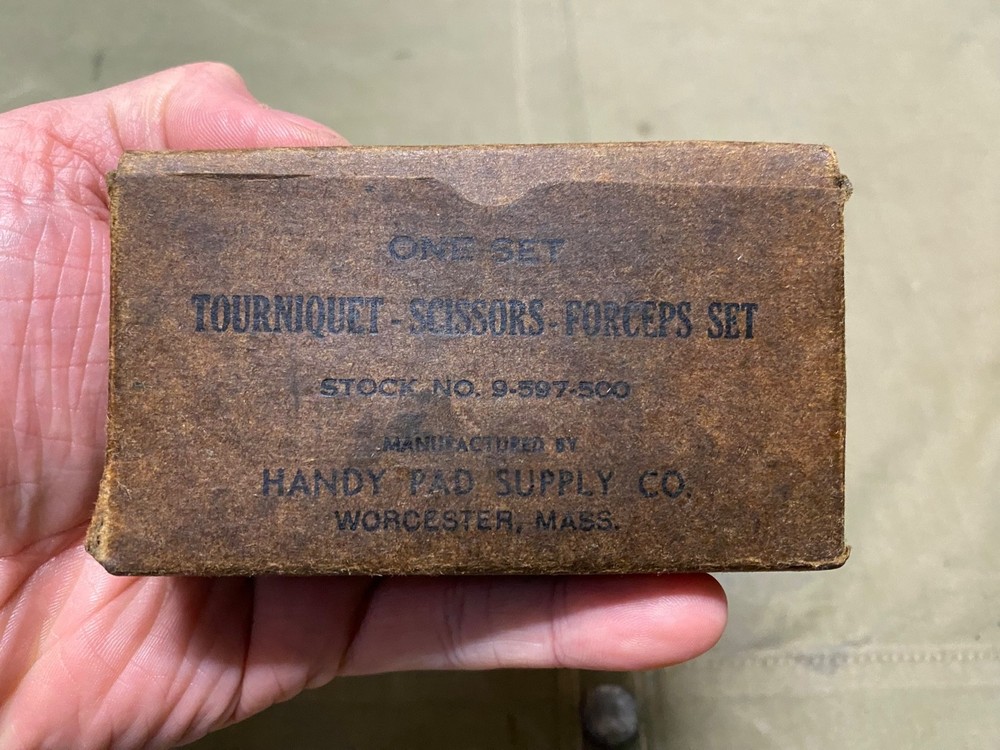 ONE SET
TOURNIQUET - SCISSORS - FORCEPS SET
STOCK NO. 9-597-500
MANUFACTURED BY
HANDY PAD SUPPLY CO.
WORCESTER, MASS.